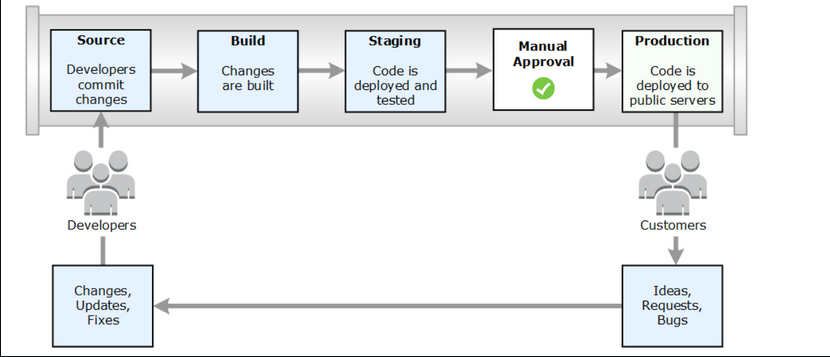 Source
Developers
commit
changes
Build
Changes
are built
Staging
Code is
deployed and
tested
Manual
Approval
Production
Code is
deployed to
public servers
Developers
Customers
Changes,
Updates,
Fixes
Ideas,
Requests,
Bugs